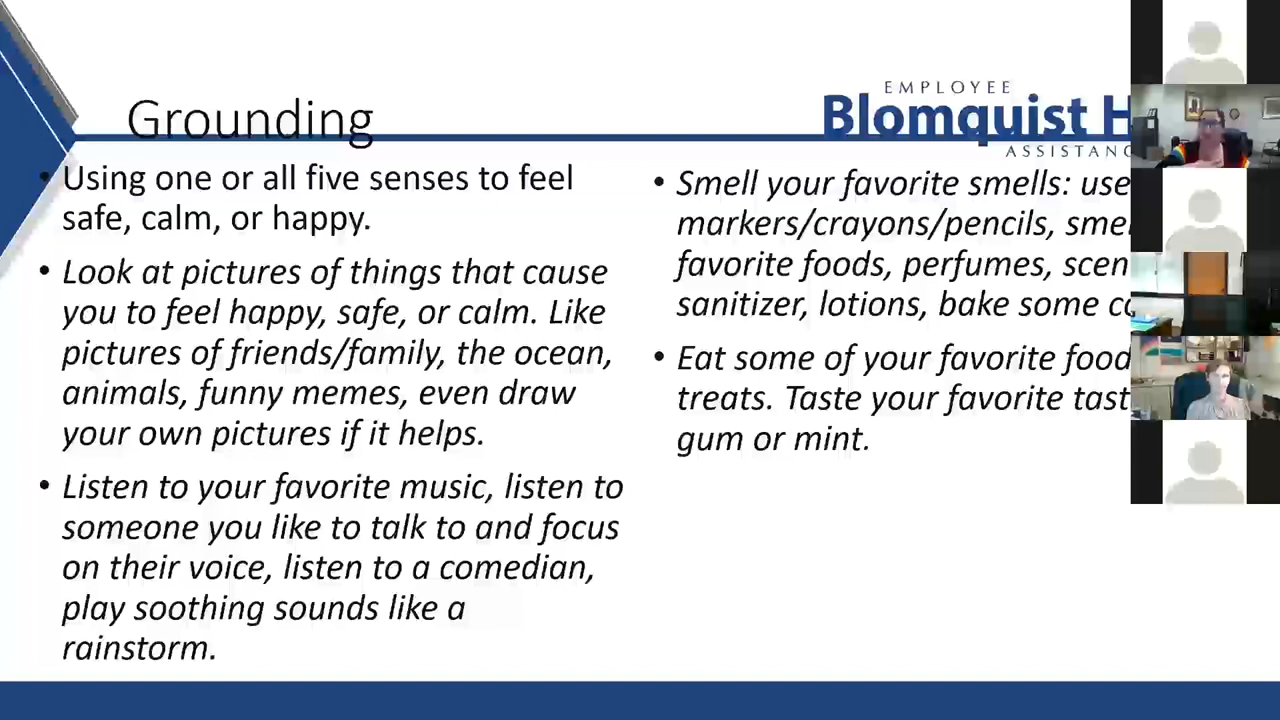 Grounding
EMPLOYEE
Blomquist H
• Using one or all five senses to feel
safe, calm, or happy.
• Look at pictures of things that cause
you to feel happy, safe, or calm. Like
pictures of friends/family, the ocean,
animals, funny memes, even draw
your own pictures if it helps.
• Listen to your favorite music, listen to
someone you like to talk to and focus
on their voice, listen to a comedian,
play soothing sounds like a
rainstorm.
• Smell your favorite smells: use
markers/crayons/pencils,
favorite foods, perfumes,
sanitizer, lotions, bake some
• Eat some of your favorite
treats. Taste your favorite
gum or mint.